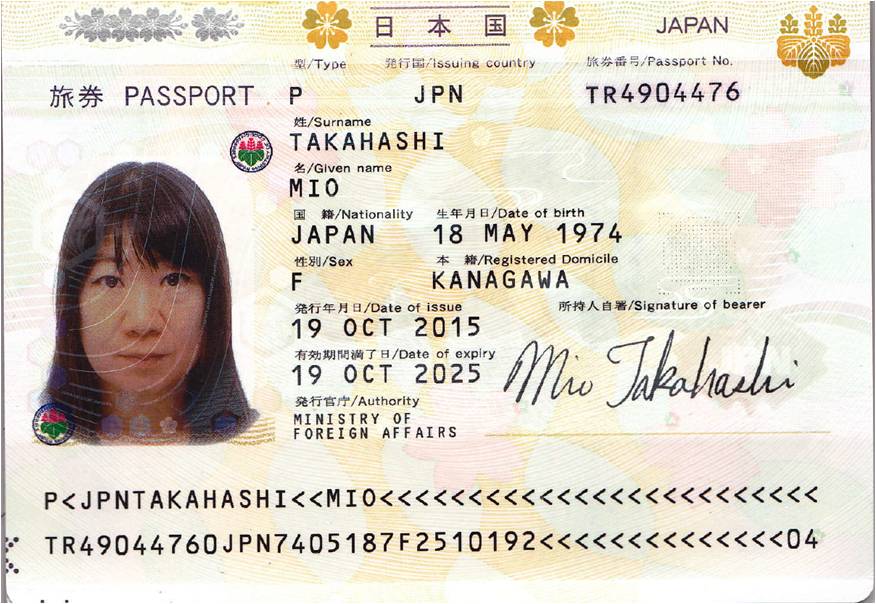 日本国 JAPAN
型/Type 発行国/Issuing country 旅券番号/Passport No.
旅券 PASSPORT P JPN TR4904476
姓/Surname
TAKAHASHI
名/Given name
MIO
国 籍/Nationality 生年月日/Date of birth
JAPAN 18 MAY 1974
性別/Sex 本 籍/Registered Domicile
F KANAGAWA
発行年月日/Date of issue 所持人自署/Signature of bearer
19 OCT 2015
有効期間満了日/Date of expiry
19 OCT 2025
Mio Takahashi
発行官庁/Authority
MINISTRY OF
FOREIGN AFFAIRS
P<JPNTAKAHASHI<<MIO<<<<<<<<<<<<<<<<<<<<<<<<<
TR49044760JPN7405187F2510192<<<<<<<<<<<<<<04